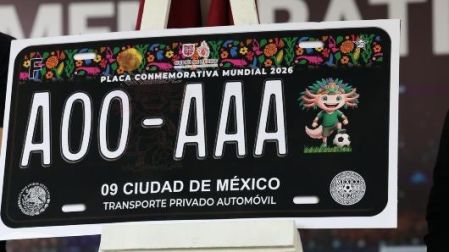 PLACA CONMEMORATIVA MUNDIAL 2026
A00-AAA
09 CIUDAD DE MÉXICO
TRANSPORTE PRIVADO AUTOMÓVIL